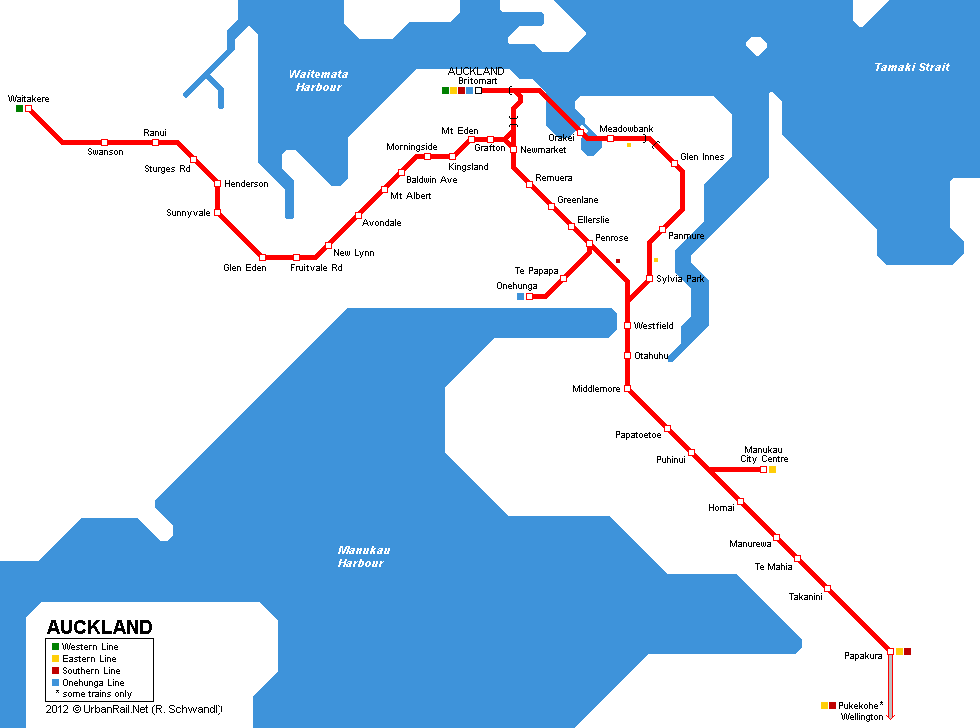 AUCKLAND
Britomart
Waitemata
Harbour
Tamaki Strait
Waitakere
Swanson
Ranui
Sturges Rd
Henderson
Sunnyvale
Glen Eden
Fruitvale Rd
New Lynn
Avondale
Mt Albert
Baldwin Ave
Morningside
Kingsland
Mt Eden
Grafton
Newmarket
Orakei
Meadowbank
Glen Innes
Panmure
Sylvia Park
Remuera
Greenlane
Ellerslie
Penrose
Te Papapa
Onehunga
Westfield
Otahuhu
Middlemore
Papatoetoe
Puhinui
Manukau
City Centre
Homai
Manurewa
Te Mahia
Takanini
Papakura
Pukekohe*
Wellington
Manukau
Harbour
AUCKLAND
Western Line
Eastern Line
Southern Line
Onehunga Line
* some trains only
2012 © UrbanRail.Net (R. Schwandl)